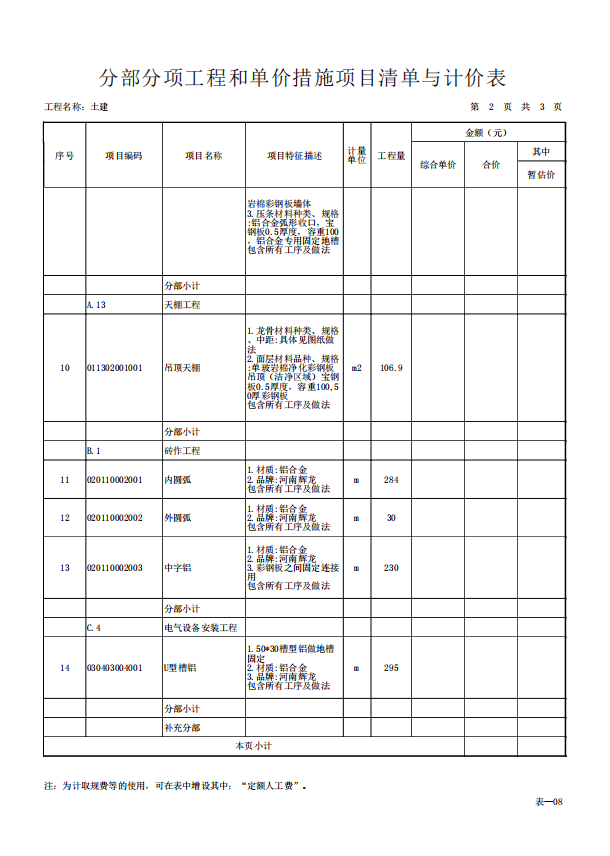 分部分项工程和单价措施项目清单与计价表
工程名称：土建 第 2 页 共 3 页
序号 项目编码 项目名称 项目特征描述 计量单位 工程量 金额（元）
综合单价 合价 其中
暂估价
岩棉彩钢板墙体
3.压条材料种类、规格
:铝合金弧形收口，宝
钢板0.5厚度，容重100
，铝合金专用固定地槽
包含所有工序及做法
分部小计
A.13 天棚工程
10 011302001001 吊顶天棚
1.龙骨材料种类、规格
、中距:具体见图纸做
法
2.面层材料品种、规格
:单玻岩棉净化彩钢板
吊顶（洁净区域）宝钢
板0.5厚度，容重100,5
0厚彩钢板
包含所有工序及做法
m2 106.9
分部小计
B.1 砖作工程
11 020110002001 内圆弧
1.材质:铝合金
2.品牌:河南辉龙
包含所有工序及做法
m 284
12 020110002002 外圆弧
1.材质:铝合金
2.品牌:河南辉龙
包含所有工序及做法
m 30
13 020110002003 中字铝
1.材质:铝合金
2.品牌:河南辉龙
3.彩钢板之间固定连接
用
包含所有工序及做法
m 230
分部小计
C.4 电气设备安装工程
14 030403004001 U型槽铝
1.50*30槽型铝做地槽
固定
2.材质:铝合金
3.品牌:河南辉龙
包含所有工序及做法
m 295
分部小计
补充分部
本页小计
注：为计取规费等的使用，可在表中增设其中：“定额人工费”。
表—08